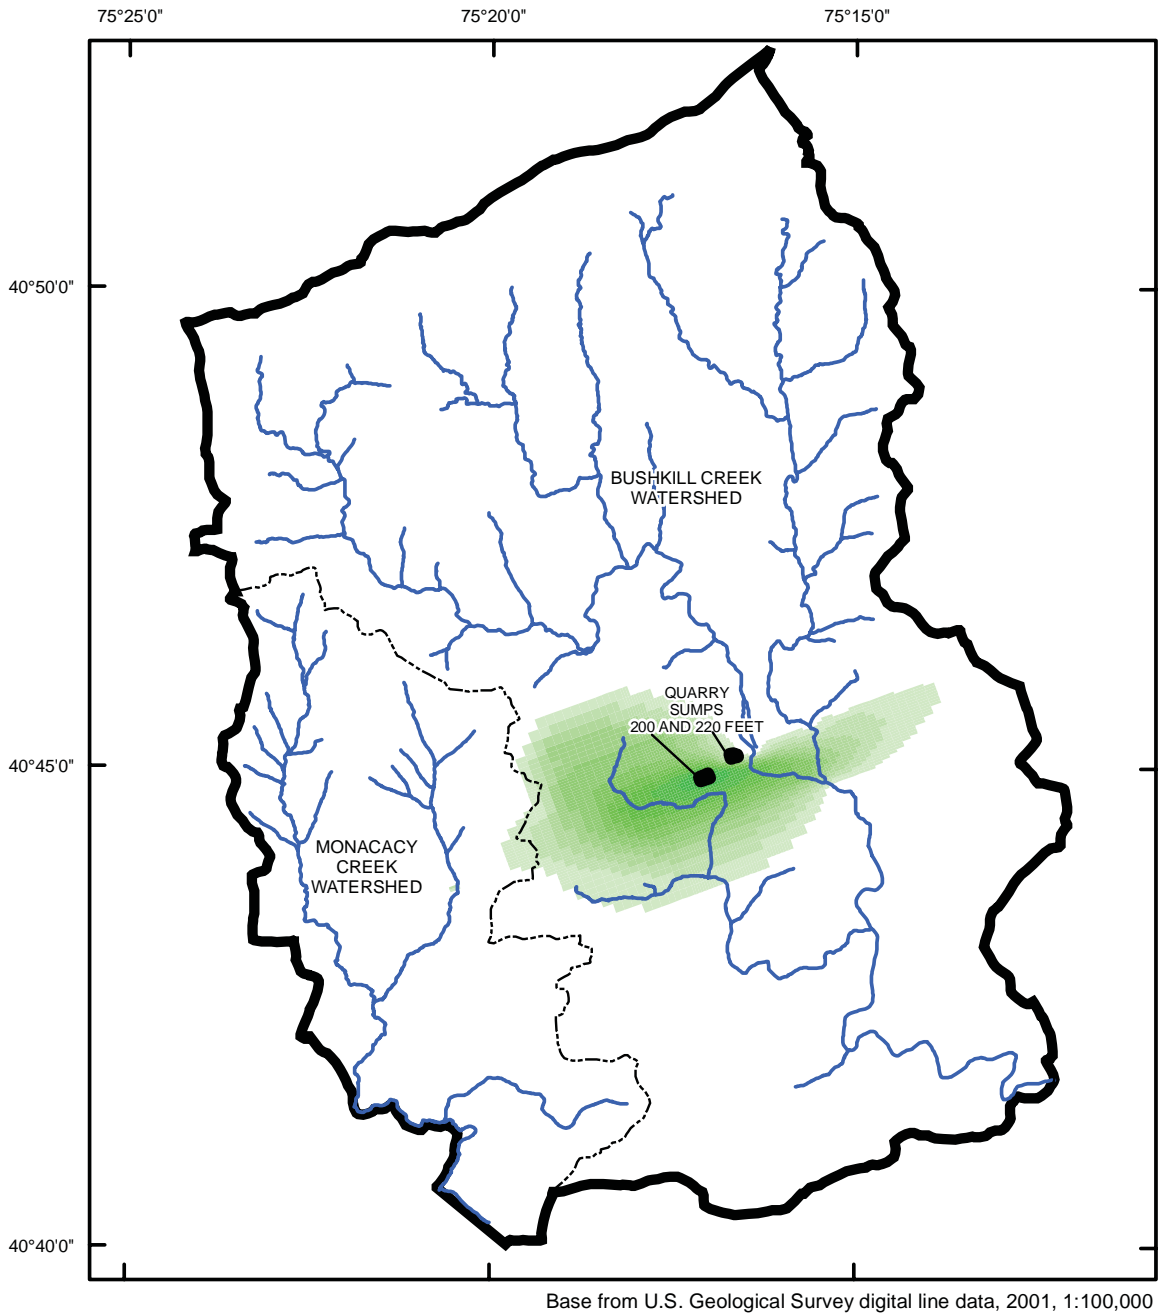 75°25'0"
75°20'0"
75°15'0"
40°50'0"
BUSHKILL CREEK
WATERSHED
QUARRY
SUMPS
200 AND 220 FEET
40°45'0"
MONACACY
CREEK
WATERSHED
40°40'0"
Base from U.S. Geological Survey digital line data, 2001, 1:100,000